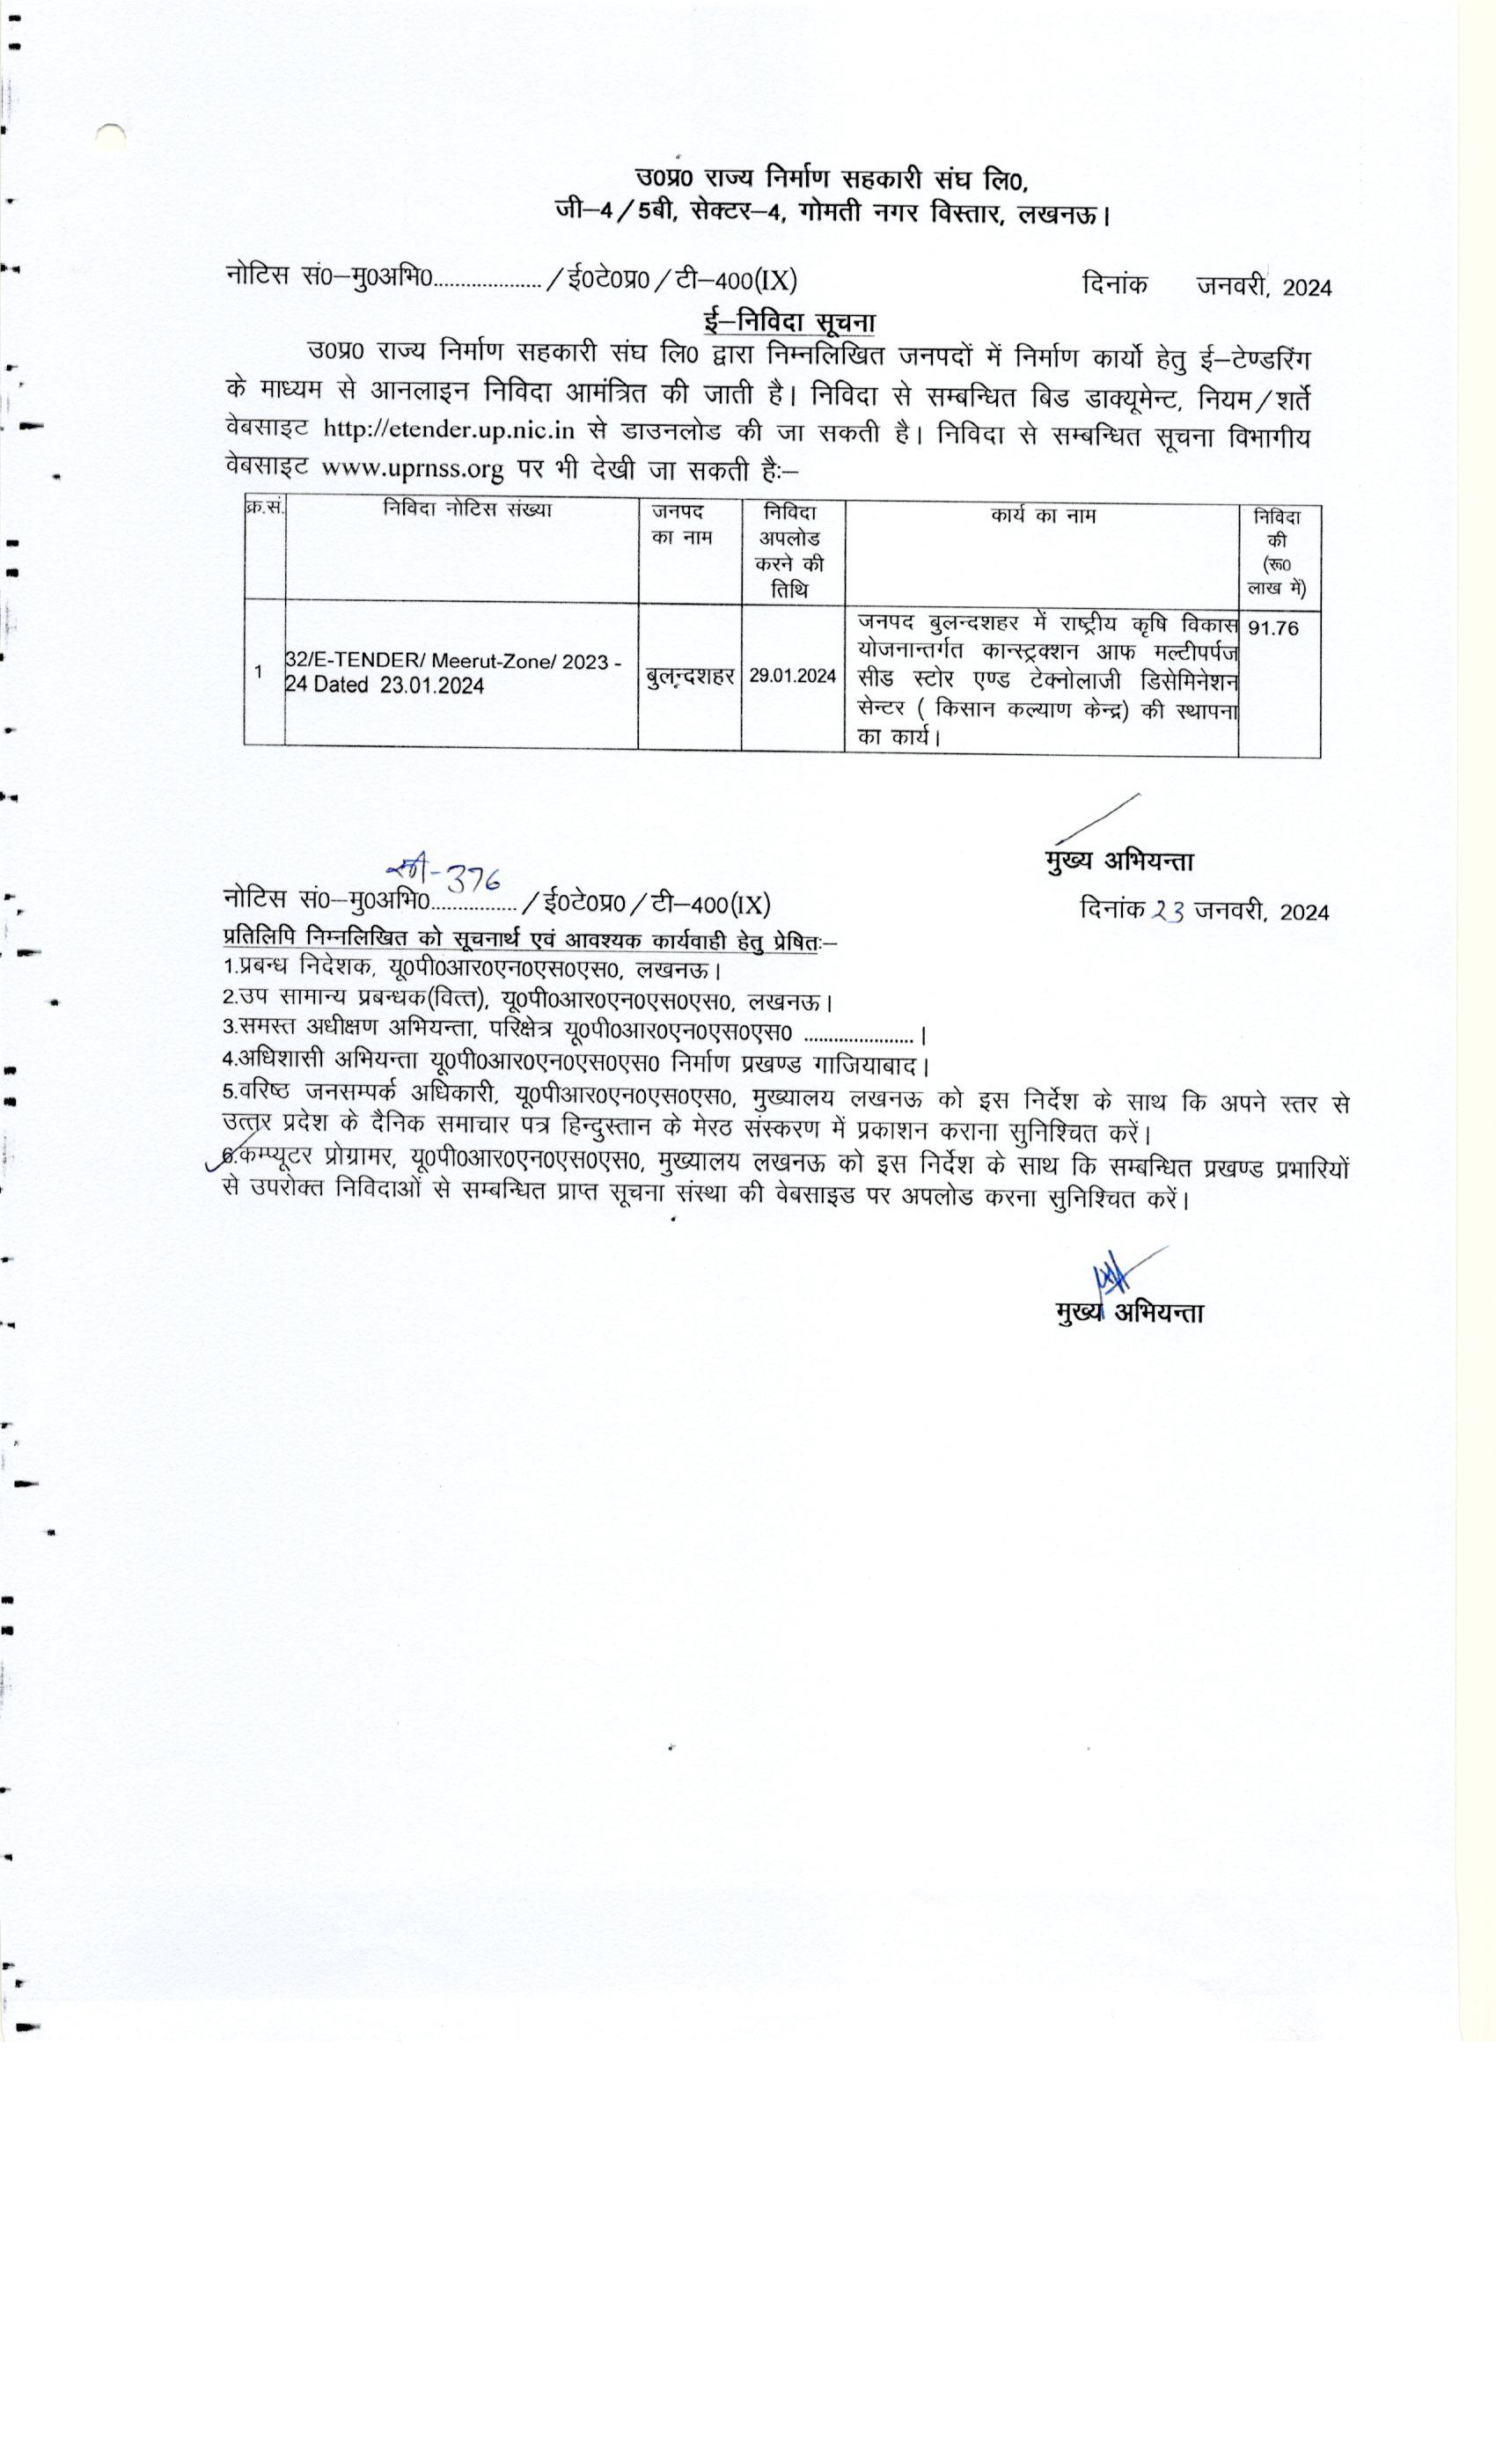 उ0प्र0 राज्य निर्माण सहकारी संघ लि0,
जी–4/5बी, सेक्टर–4, गोमती नगर विस्तार, लखनऊ।
नोटिस सं0–मु0अभि0................... /ई0टे0प्र0/टी–400(IX) दिनांक जनवरी, 2024
ई–निविदा सूचना
उ0प्र0 राज्य निर्माण सहकारी संघ लि0 द्वारा निम्नलिखित जनपदों में निर्माण कार्यो हेतु ई–टेण्डरिंग
के माध्यम से आनलाइन निविदा आमंत्रित की जाती है। निविदा से सम्बन्धित बिड डाक्यूमेन्ट, नियम/शर्ते
वेबसाइट http://etender.up.nic.in से डाउनलोड की जा सकती है। निविदा से सम्बन्धित सूचना विभागीय
वेबसाइट www.uprnss.org पर भी देखी जा सकती हैः–
क्र.सं. निविदा नोटिस संख्या जनपद निविदा कार्य का नाम निविदा
का नाम अपलोड की
करने की (रू0
तिथि लाख में)
जनपद बुलन्दशहर में राष्ट्रीय कृषि विकास 91.76
योजनान्तर्गत कान्स्ट्रक्शन आफ मल्टीपर्पज
1 32/E-TENDER/ Meerut-Zone/ 2023 - बुलन्दशहर 29.01.2024 सीड स्टोर एण्ड टेक्नोलाजी डिसेमिनेशन
24 Dated 23.01.2024 सेन्टर ( किसान कल्याण केन्द्र) की स्थापना
का कार्य।
मुख्य अभियन्ता
376
नोटिस सं0–मु0अभि0............... /ई0टे0प्र0/टी–400(IX) दिनांक 23 जनवरी, 2024
प्रतिलिपि निम्नलिखित को सूचनार्थ एवं आवश्यक कार्यवाही हेतु प्रेषितः–
1.प्रबन्ध निदेशक, यू0पी0आर0एन0एस0एस0, लखनऊ।
2.उप सामान्य प्रबन्धक(वित्त), यू0पी0आर0एन0एस0एस0, लखनऊ।
3.समस्त अधीक्षण अभियन्ता, परिक्षेत्र यू0पी0आर0एन0एस0एस0 ......................।
4.अधिशासी अभियन्ता यू0पी0आर0एन0एस0एस0 निर्माण प्रखण्ड गाजियाबाद।
5.वरिष्ठ जनसम्पर्क अधिकारी, यू0पीआर0एन0एस0एस0, मुख्यालय लखनऊ को इस निर्देश के साथ कि अपने स्तर से
उत्तर प्रदेश के दैनिक समाचार पत्र हिन्दुस्तान के मेरठ संस्करण में प्रकाशन कराना सुनिश्चित करें।
6.कम्प्यूटर प्रोग्रामर, यू0पी0आर0एन0एस0एस0, मुख्यालय लखनऊ को इस निर्देश के साथ कि सम्बन्धित प्रखण्ड प्रभारियों
से उपरोक्त निविदाओं से सम्बन्धित प्राप्त सूचना संस्था की वेबसाइड पर अपलोड करना सुनिश्चित करें।
मुख्य अभियन्ता